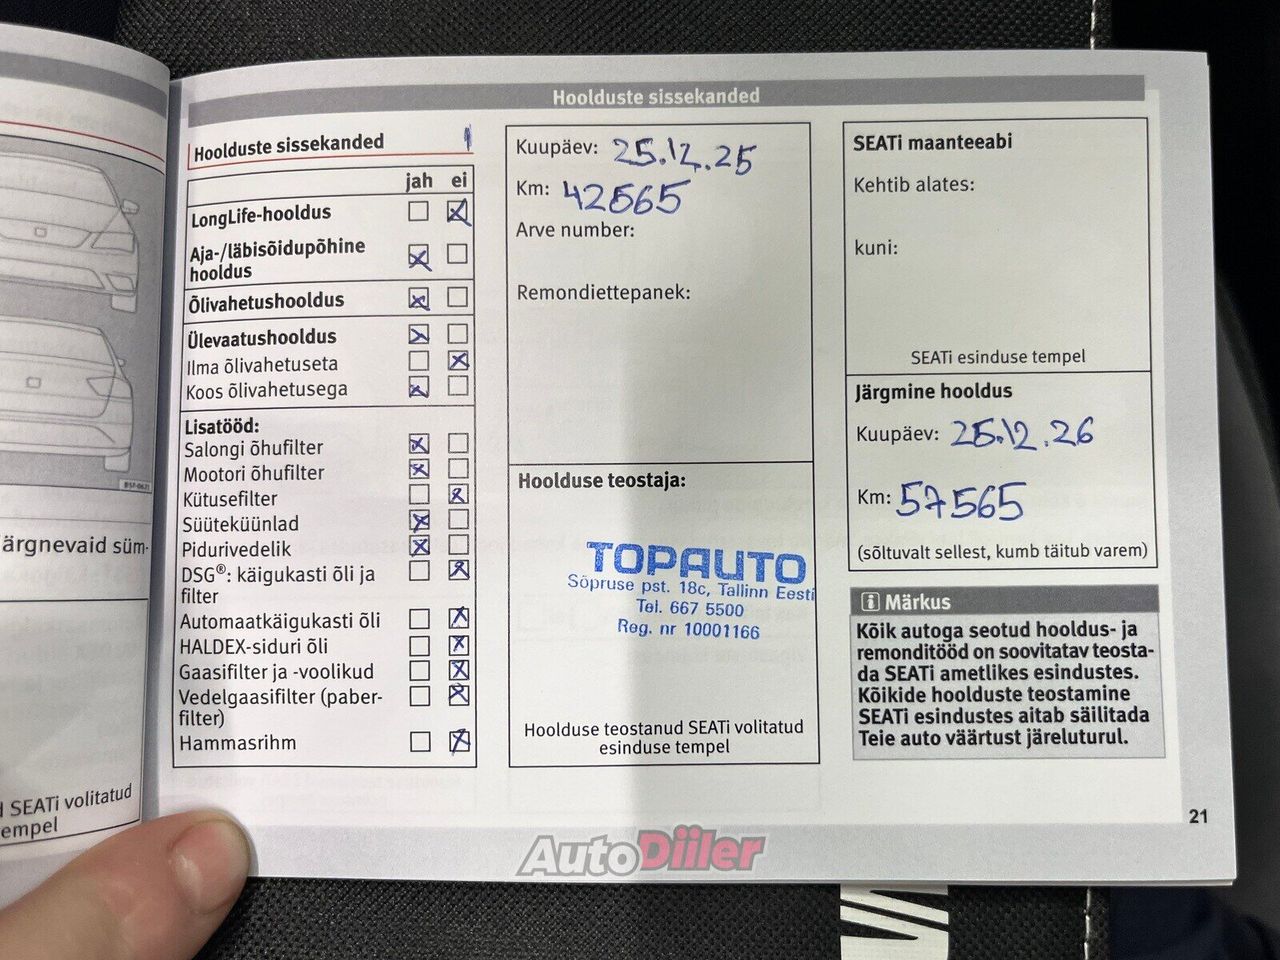 Hoolduste sissekanded
Hoolduste sissekanded
jah ei
LongLife-hooldus
Aja-/läbisõidupõhine
hooldus
Õlivahetushooldus
Ülevaatushooldus
Ilma õlivahetuseta
Koos õlivahetusega
Lisatööd:
Salongi õhufilter
Mootori õhufilter
Kütusefilter
Süüteküünlad
Pidurivedelik
DSG®: käigukasti õli ja
filter
Automaatkäigukasti õli
HALDEX-siduri õli
Gaasifilter ja -voolikud
Vedelgaasifilter (paber-
filter)
Hammasrihm
Kuupäev: 25.12.25
Km: 42565
Arve number:
Remondiettepanek:
Hoolduse teostaja:
TOPAUTO
Sõpruse pst. 18c, Tallinn Eesti
Tel. 667 5500
Reg. nr 10001166
Hoolduse teostanud SEATi volitatud
esinduse tempel
SEATi maanteeabi
Kehtib alates:
kuni:
SEATi esinduse tempel
Järgmine hooldus
Kuupäev: 25.12.26
Km: 57565
(sõltuvalt sellest, kumb täitub varem)
i Märkus
Kõik autoga seotud hooldus- ja
remonditööd on soovitatav teosta-
da SEATi ametlikes esindustes.
Kõikide hoolduste teostamine
SEATi esindustes aitab säilitada
Teie auto väärtust järeluturul.
21
ärgnevaid süm-
SEATi volitatud
empel
AutoDiiler